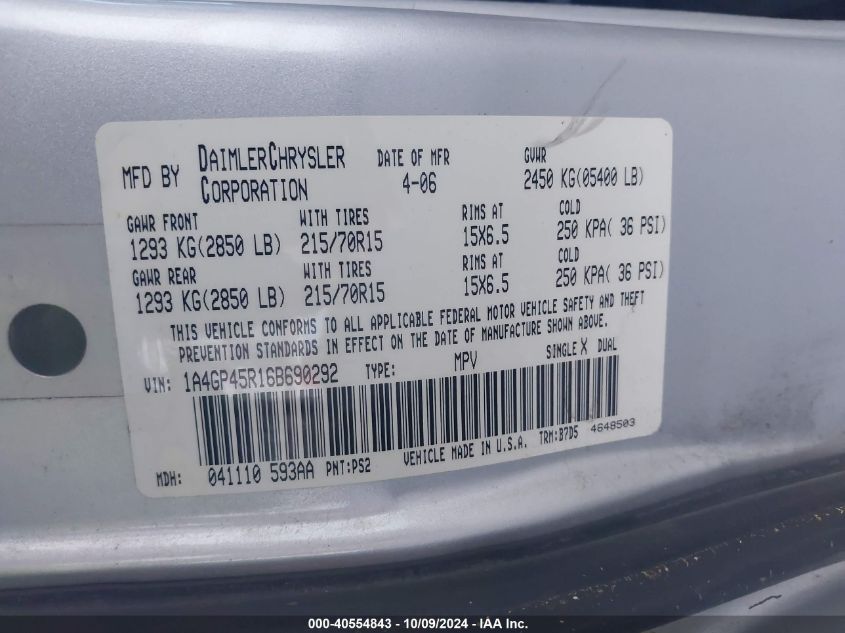 MFD BY DAIMLERCHRYSLER CORPORATION
DATE OF MFR 4-06
GVWR 2450 KG(05400 LB)
GAWR FRONT WITH TIRES RIMS AT COLD
1293 KG(2850 LB) 215/70R15 15X6.5 250 KPA( 36 PSI)
GAWR REAR WITH TIRES RIMS AT COLD
1293 KG(2850 LB) 215/70R15 15X6.5 250 KPA( 36 PSI)
THIS VEHICLE CONFORMS TO ALL APPLICABLE FEDERAL MOTOR VEHICLE SAFETY AND THEFT
PREVENTION STANDARDS IN EFFECT ON THE DATE OF MANUFACTURE SHOWN ABOVE.
VIN: 1A4GP45R16B690292 TYPE: MPV SINGLE X DUAL
MDH: 041110 593AA PNT:PS2 VEHICLE MADE IN U.S.A. TRM:B7D5 4648503
000-40554843 - 10/09/2024 - IAAI.COM